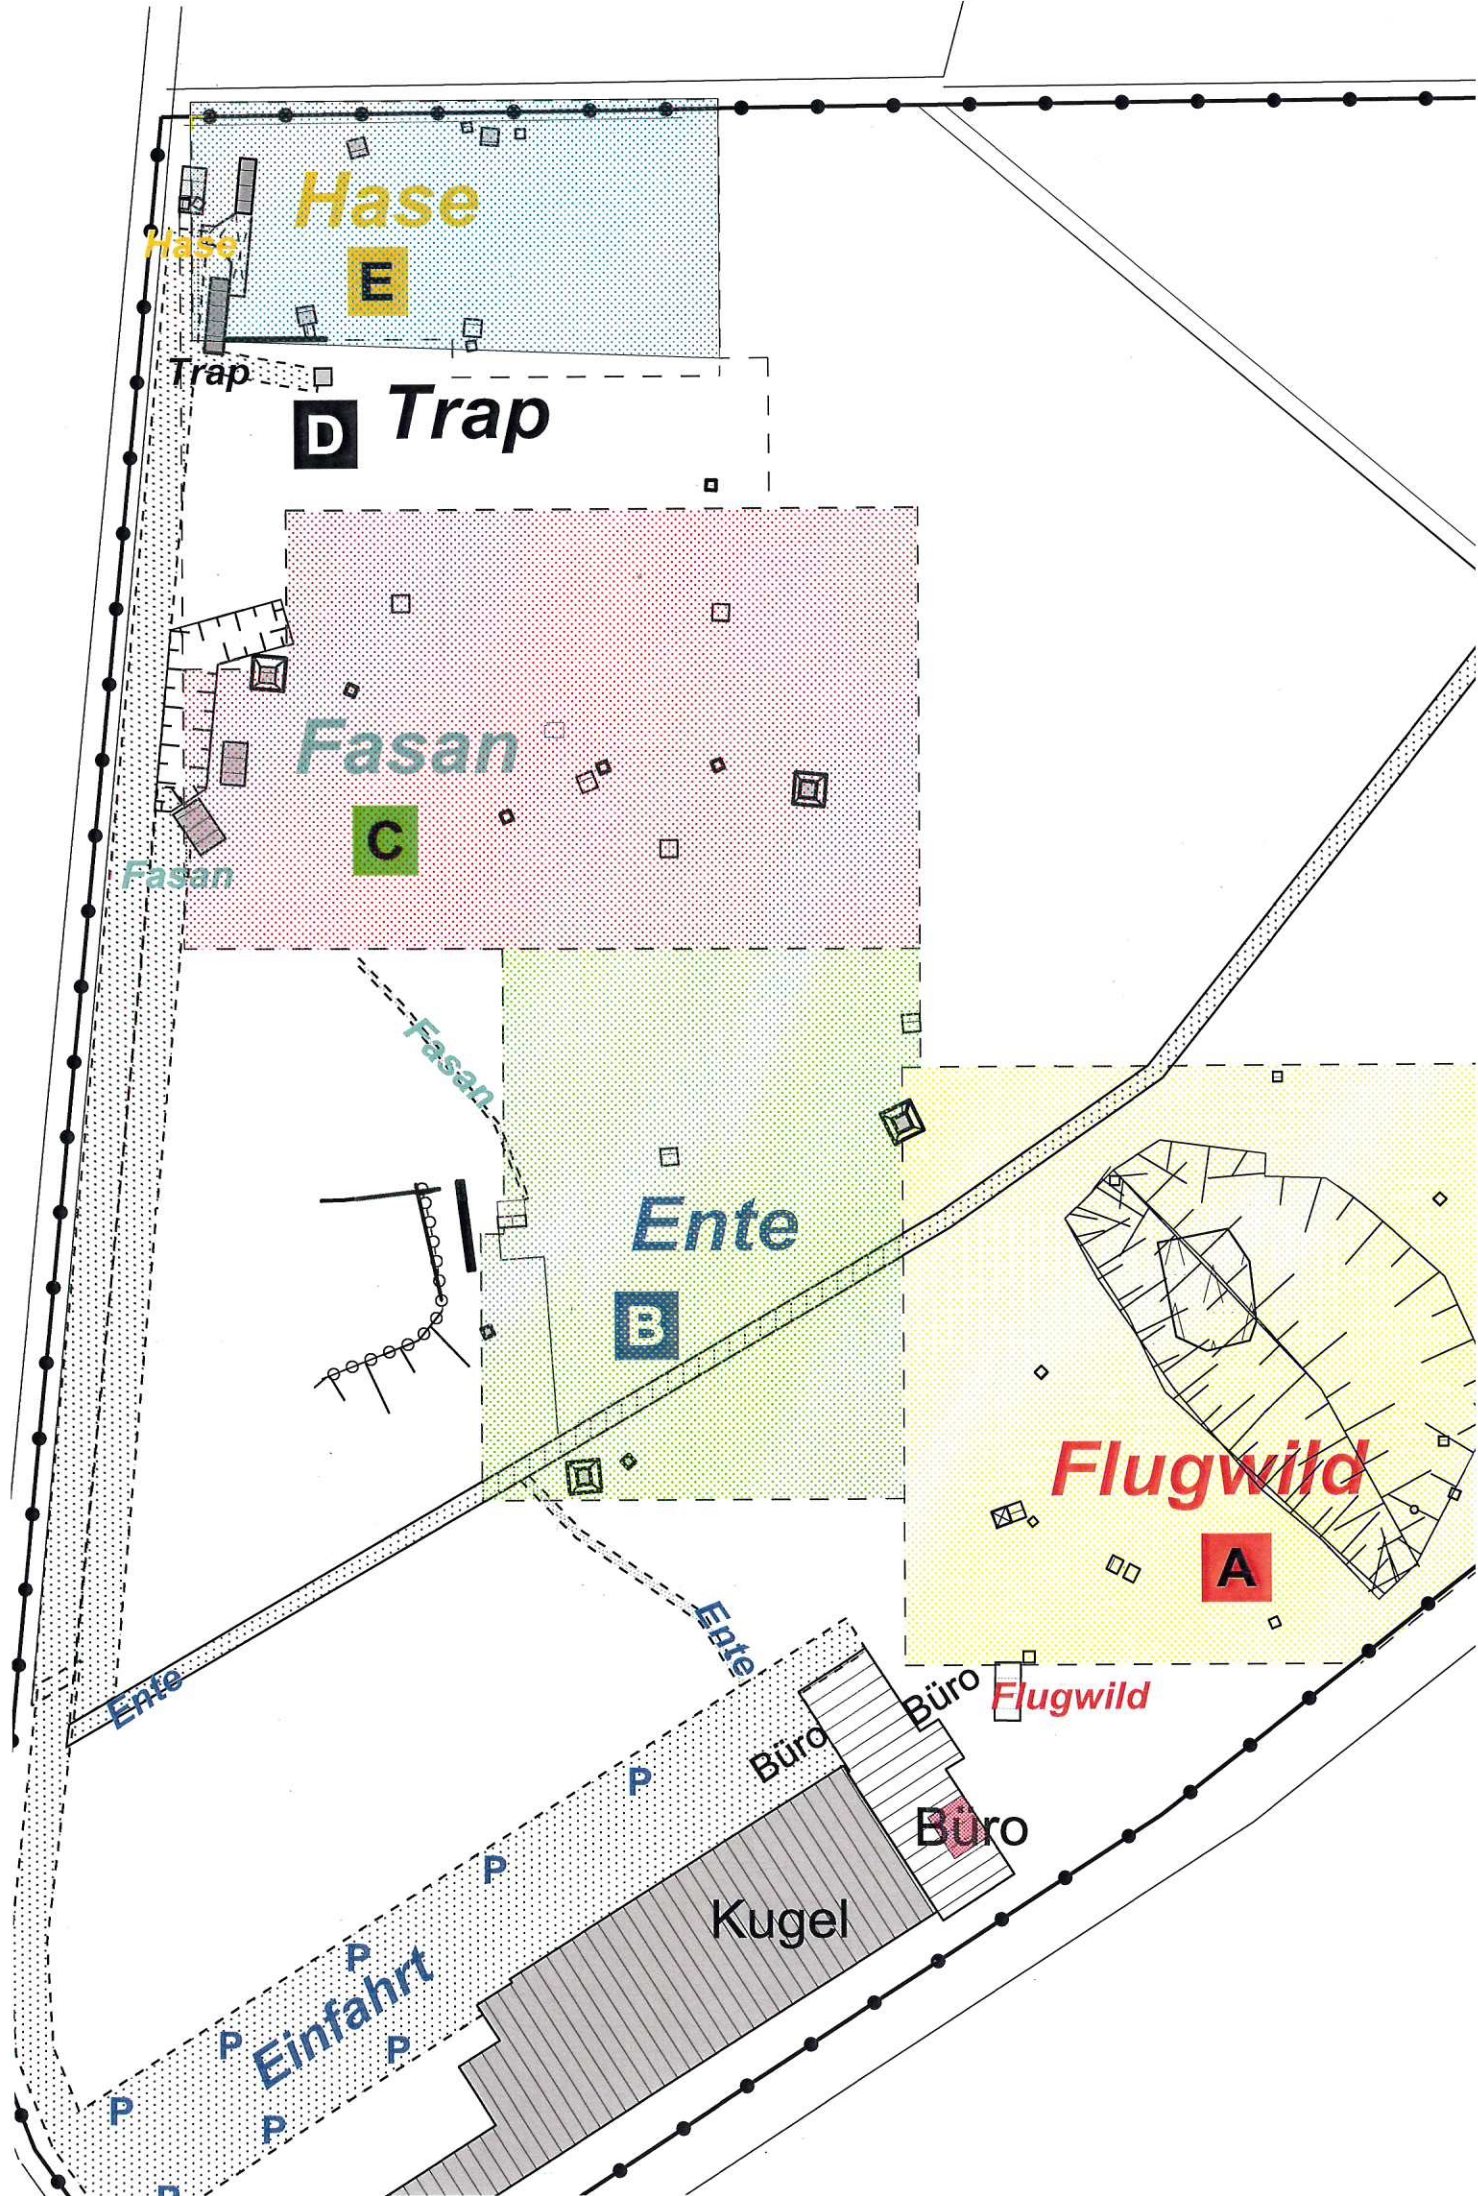 Hase
Hase
E
Trap
Trap
D
Fasan
C
Fasan
Fasan
Ente
B
Flugwild
A
Ente
Ente
Flugwild
Büro
Büro
Büro
Kugel
P
P
P
Einfahrt
P
P
P
P
P